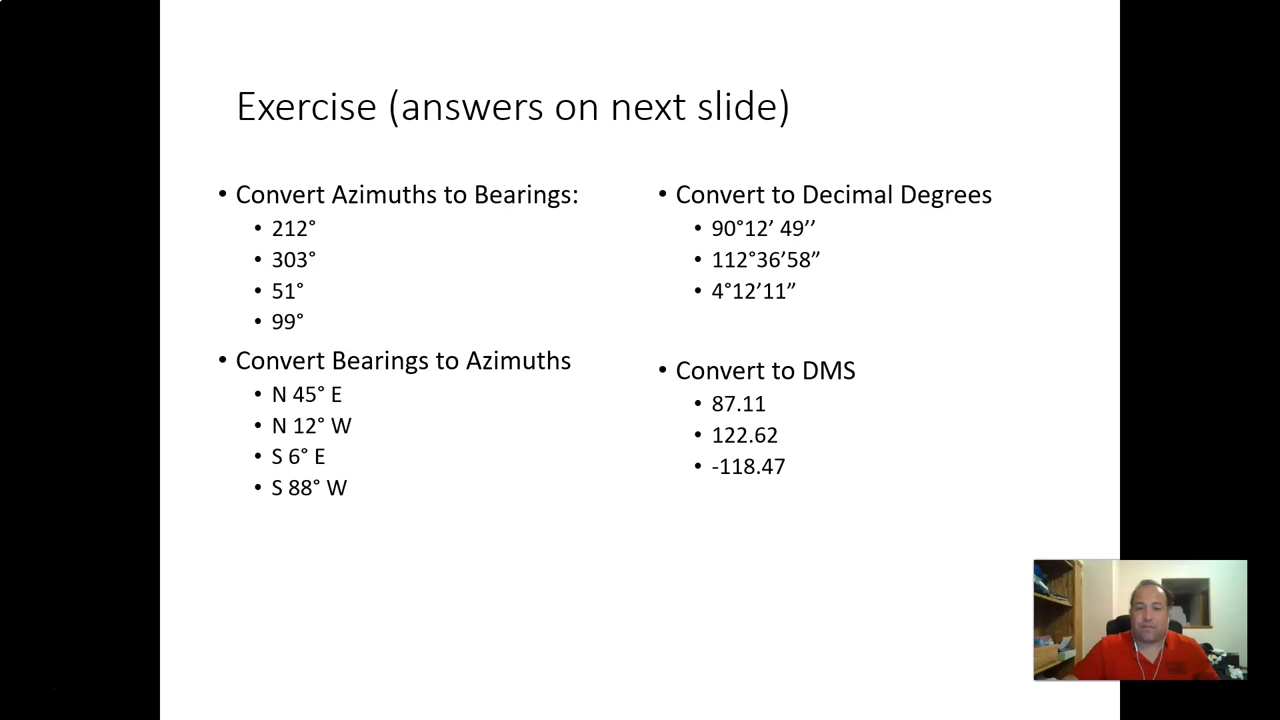 Exercise (answers on next slide)
• Convert Azimuths to Bearings:
• 212°
• 303°
• 51°
• 99°
• Convert Bearings to Azimuths
• N 45° E
• N 12° W
• S 6° E
• S 88° W
• Convert to Decimal Degrees
• 90°12’ 49’’
• 112°36’58”
• 4°12’11”
• Convert to DMS
• 87.11
• 122.62
• -118.47